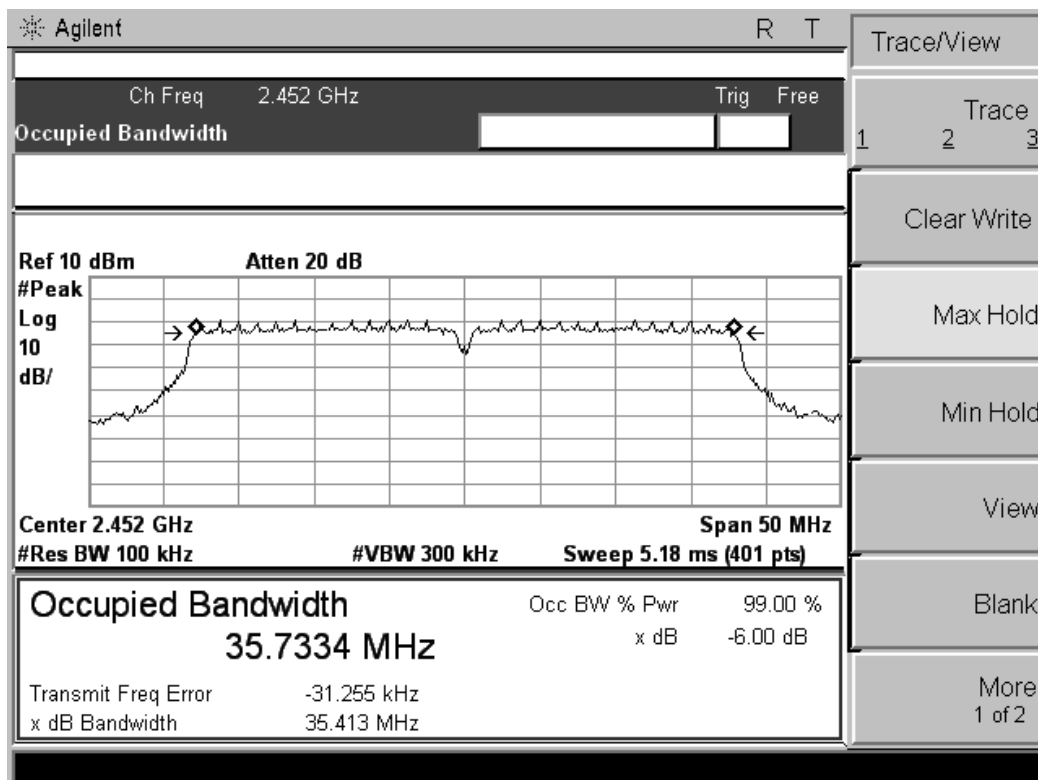 Agilent R T
Trace/View
Ch Freq 2.452 GHz Trig Free
Occupied Bandwidth
Trace
1 2 3
Clear Write
Ref 10 dBm Atten 20 dB
#Peak
Log
10
dB/
Max Hold
Min Hold
View
Center 2.452 GHz Span 50 MHz
#Res BW 100 kHz #VBW 300 kHz Sweep 5.18 ms (401 pts)
Occupied Bandwidth Occ BW % Pwr 99.00 %
35.7334 MHz x dB -6.00 dB
Blank
Transmit Freq Error -31.255 kHz
x dB Bandwidth 35.413 MHz
More
1 of 2